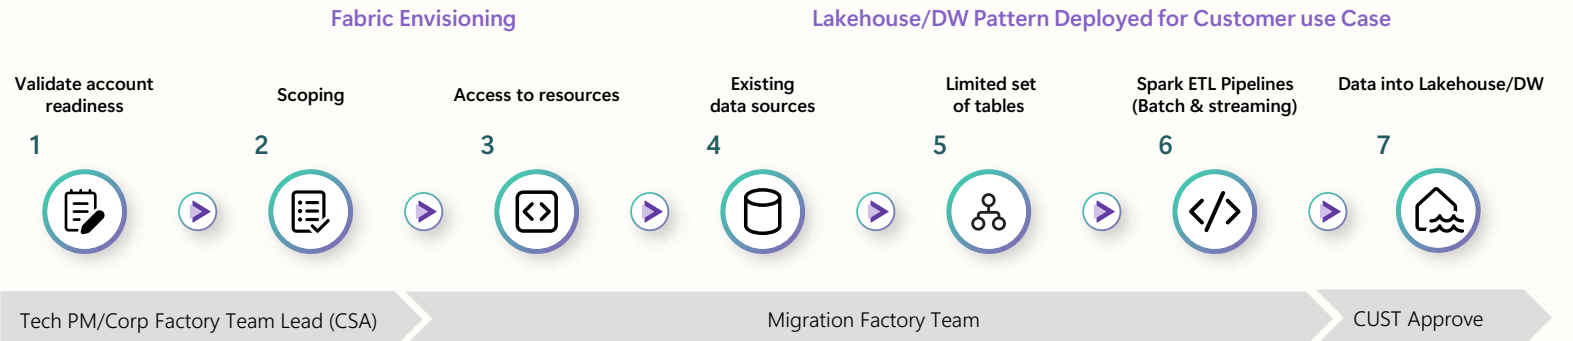 Fabric Envisioning
Lakehouse/DW Pattern Deployed for Customer use Case
Validate account
readiness
Scoping
Access to resources
Existing
data sources
Limited set
of tables
Spark ETL Pipelines
(Batch & streaming)
Data into Lakehouse/DW
1
2
3
4
5
6
7
Tech PM/Corp Factory Team Lead (CSA)
Migration Factory Team
CUST Approve